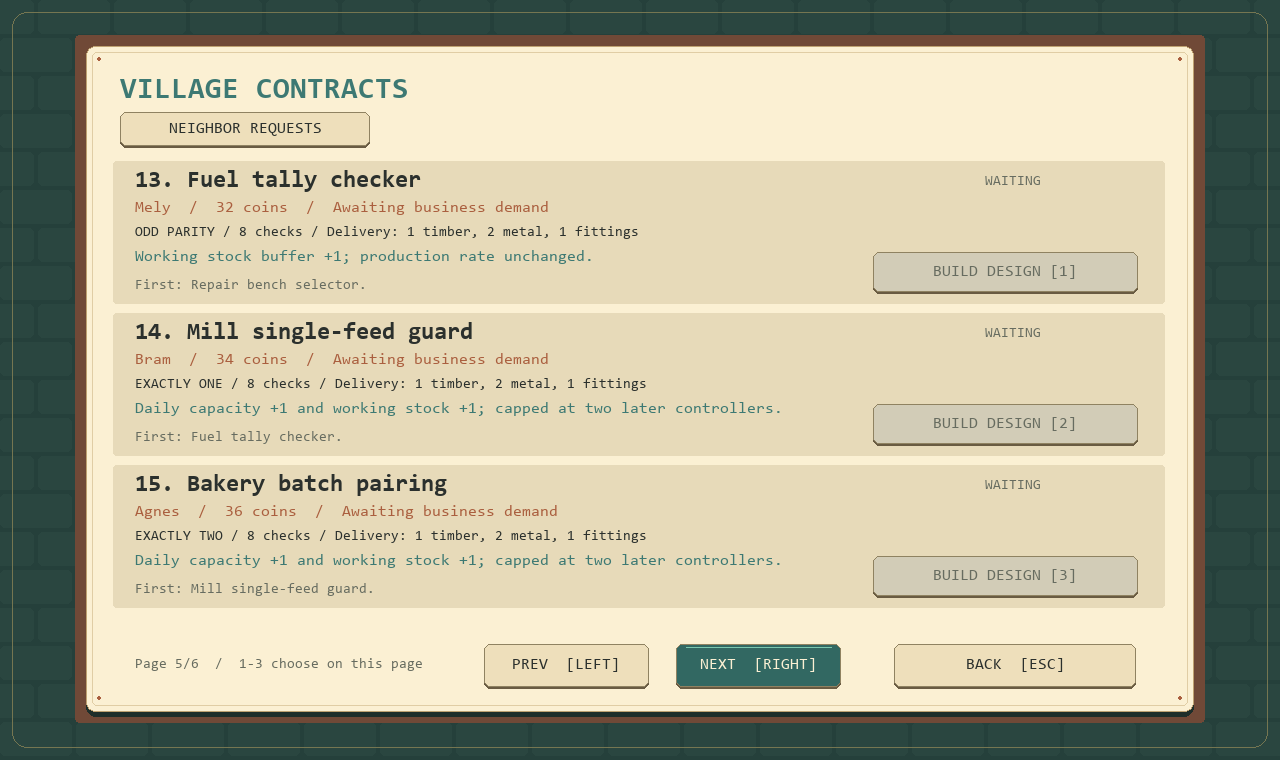 VILLAGE CONTRACTS
NEIGHBOR REQUESTS
13. Fuel tally checker
WAITING
Mely / 32 coins / Awaiting business demand
ODD PARITY / 8 checks / Delivery: 1 timber, 2 metal, 1 fittings
Working stock buffer +1; production rate unchanged.
BUILD DESIGN [1]
First: Repair bench selector.
14. Mill single-feed guard
WAITING
Bram / 34 coins / Awaiting business demand
EXACTLY ONE / 8 checks / Delivery: 1 timber, 2 metal, 1 fittings
Daily capacity +1 and working stock +1; capped at two later controllers.
BUILD DESIGN [2]
First: Fuel tally checker.
15. Bakery batch pairing
WAITING
Agnes / 36 coins / Awaiting business demand
EXACTLY TWO / 8 checks / Delivery: 1 timber, 2 metal, 1 fittings
Daily capacity +1 and working stock +1; capped at two later controllers.
BUILD DESIGN [3]
First: Mill single-feed guard.
Page 5/6 / 1-3 choose on this page
PREV [LEFT]
NEXT [RIGHT]
BACK [ESC]